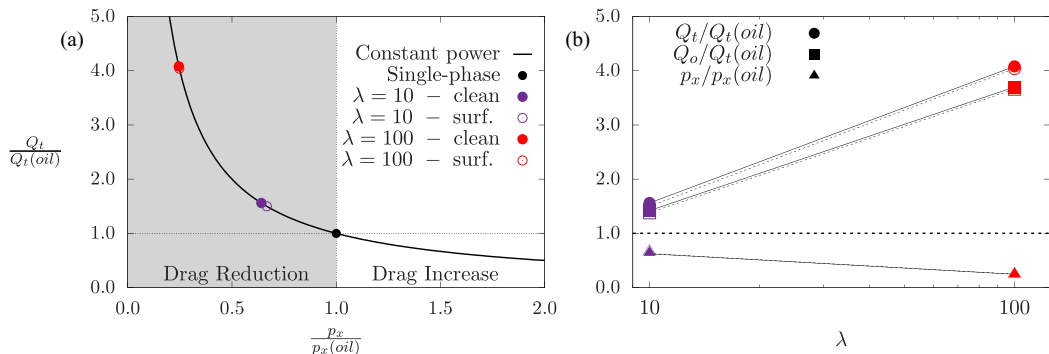 (a)
5.0
4.0
3.0
2.0
1.0
0.0
Q_t / Q_t(oil)
Constant power
Single-phase
λ = 10 − clean
λ = 10 − surf.
λ = 100 − clean
λ = 100 − surf.
Drag Reduction
Drag Increase
0.0 0.5 1.0 1.5 2.0
p_x / p_x(oil)
(b)
5.0
4.0
3.0
2.0
1.0
0.0
Q_t/Q_t(oil)
Q_o/Q_t(oil)
p_x/p_x(oil)
10 100
λ